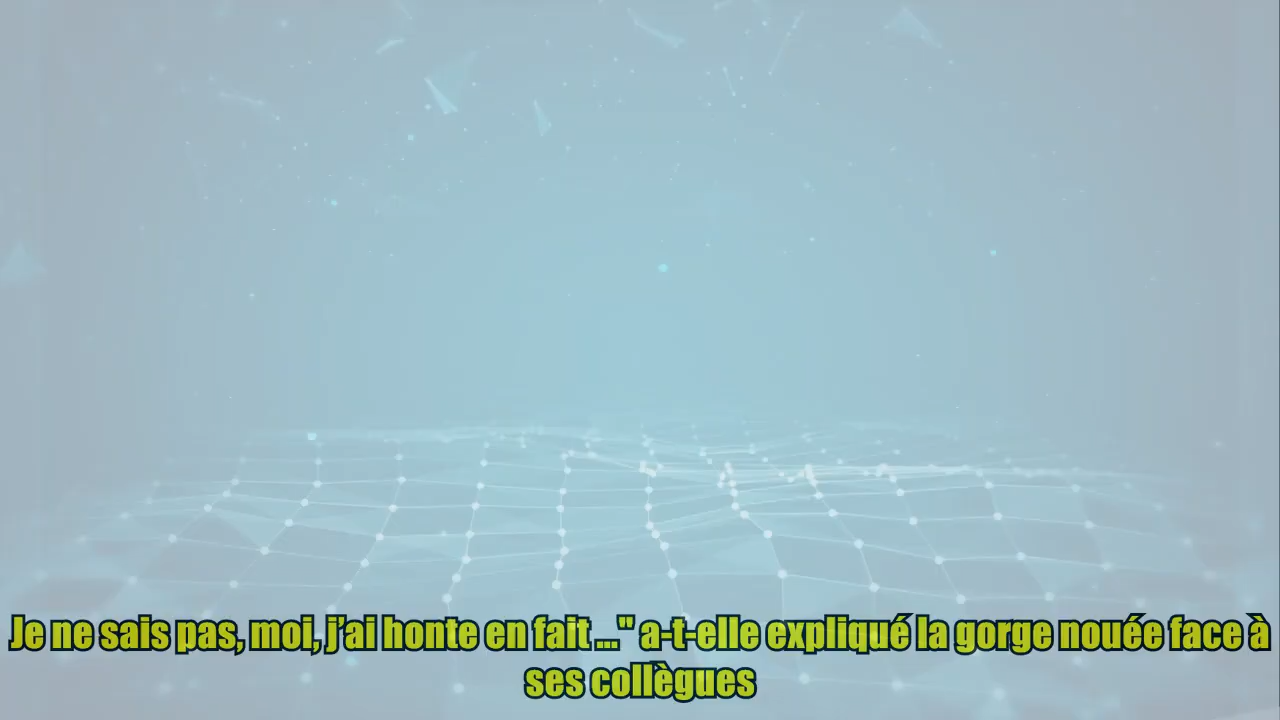 Je ne sais pas, moi, j’ai honte en fait ..." a-t-elle expliqué la gorge nouée face à
ses collègues